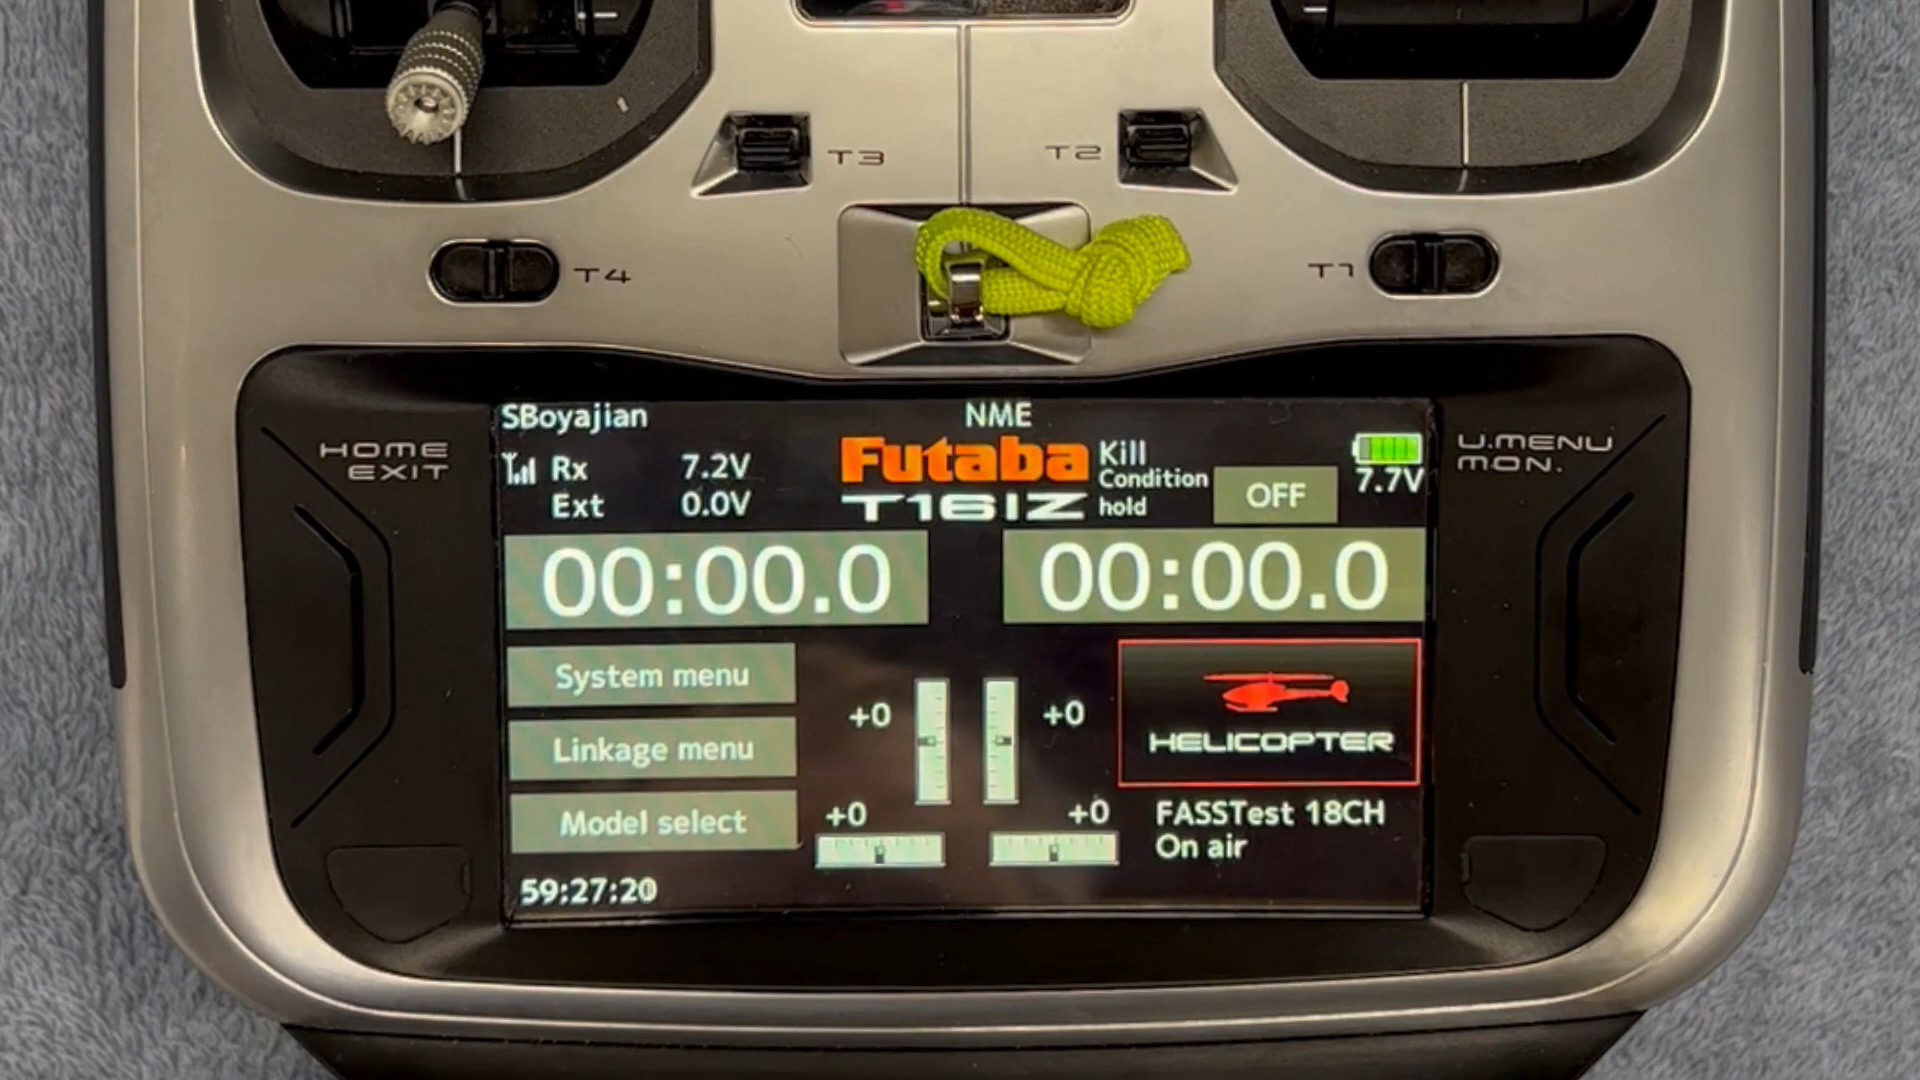 T3
T2
T4
T1
HOME
EXIT
U.MENU
MON.
SBoyajian
NME
Rx 7.2V
Ext 0.0V
Futaba
T16IZ
Kill
Condition
hold
OFF
7.7V
00:00.0
00:00.0
System menu
Linkage menu
Model select
+0
+0
+0
+0
HELICOPTER
FASSTest 18CH
On air
59:27:20